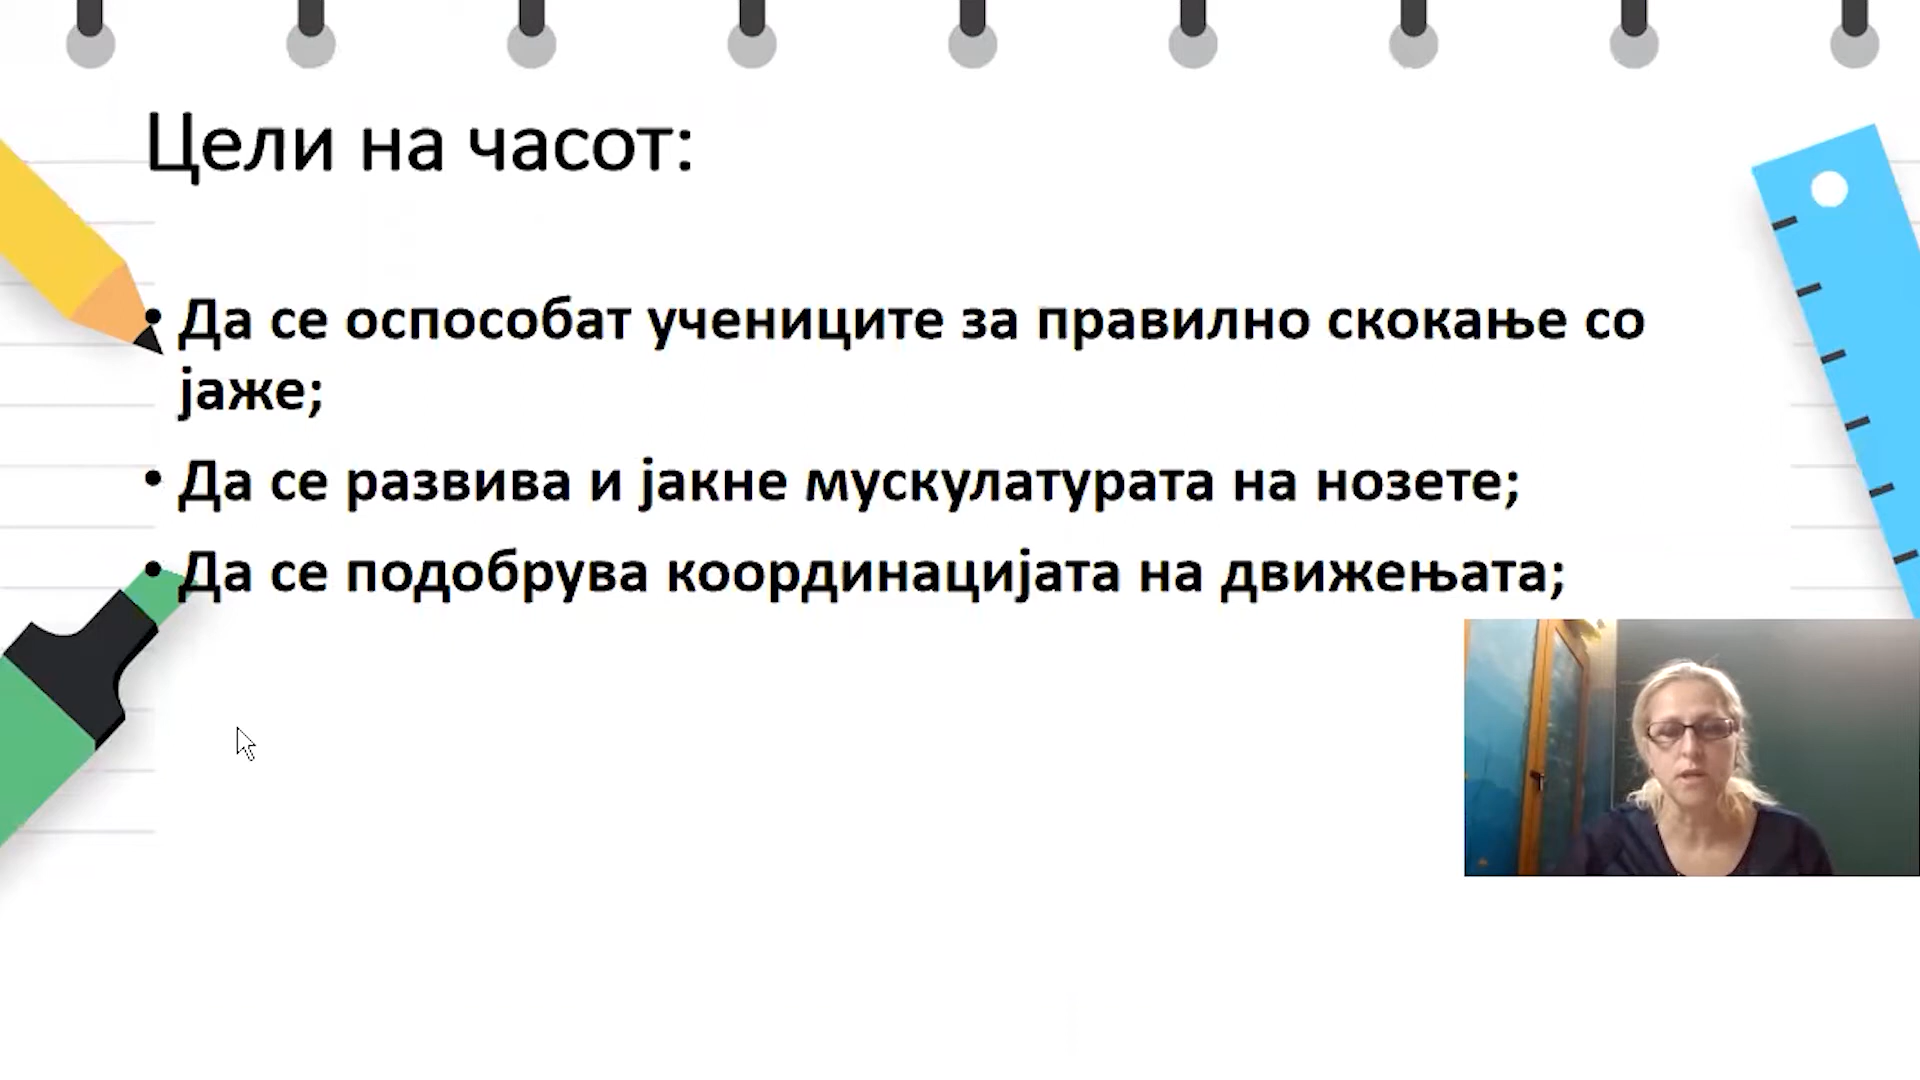 Цели на часот:
• Да се оспособат учениците за правилно скокање со
јаже;
• Да се развива и јакне мускулатурата на нозете;
• Да се подобрува координацијата на движењата;